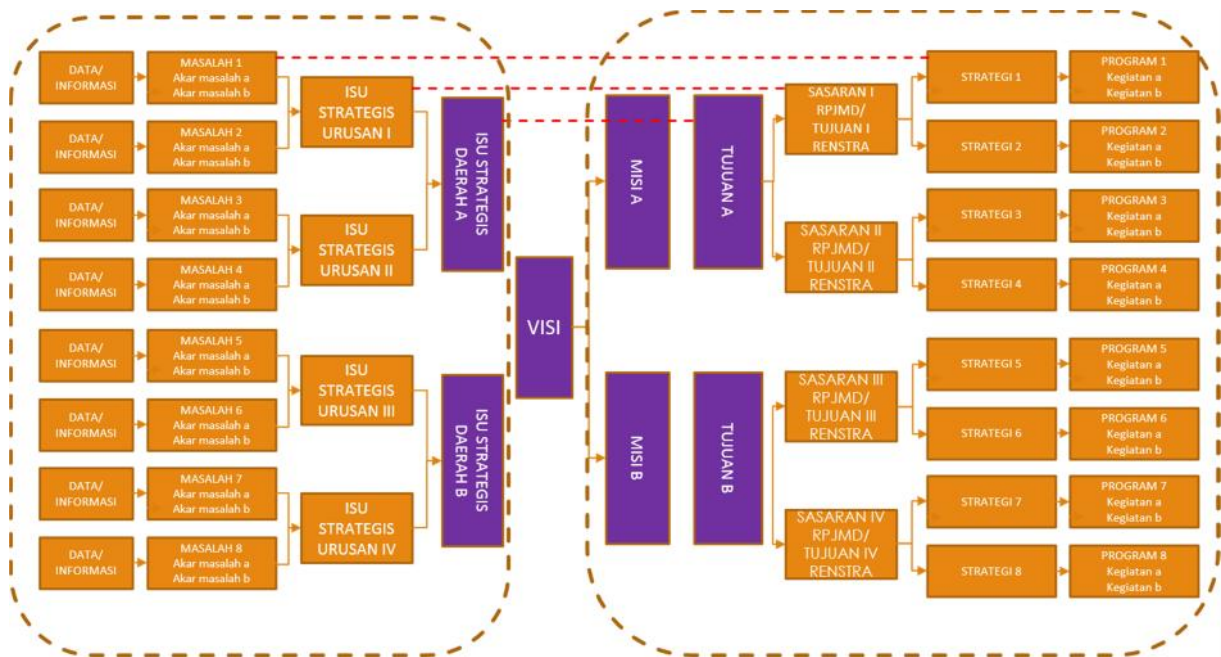 DATA/
INFORMASI
MASALAH 1
Akar masalah a
Akar masalah b
DATA/
INFORMASI
MASALAH 2
Akar masalah a
Akar masalah b
ISU
STRATEGIS
URUSAN I
DATA/
INFORMASI
MASALAH 3
Akar masalah a
Akar masalah b
DATA/
INFORMASI
MASALAH 4
Akar masalah a
Akar masalah b
ISU
STRATEGIS
URUSAN II
ISU STRATEGIS
DAERAH A
DATA/
INFORMASI
MASALAH 5
Akar masalah a
Akar masalah b
DATA/
INFORMASI
MASALAH 6
Akar masalah a
Akar masalah b
ISU
STRATEGIS
URUSAN III
DATA/
INFORMASI
MASALAH 7
Akar masalah a
Akar masalah b
DATA/
INFORMASI
MASALAH 8
Akar masalah a
Akar masalah b
ISU
STRATEGIS
URUSAN IV
ISU STRATEGIS
DAERAH B
VISI
MISI A
TUJUAN A
SASARAN I
RPJMD/
TUJUAN I
RENSTRA
STRATEGI 1
PROGRAM 1
Kegiatan a
Kegiatan b
STRATEGI 2
PROGRAM 2
Kegiatan a
Kegiatan b
SASARAN II
RPJMD/
TUJUAN II
RENSTRA
STRATEGI 3
PROGRAM 3
Kegiatan a
Kegiatan b
STRATEGI 4
PROGRAM 4
Kegiatan a
Kegiatan b
MISI B
TUJUAN B
SASARAN III
RPJMD/
TUJUAN III
RENSTRA
STRATEGI 5
PROGRAM 5
Kegiatan a
Kegiatan b
STRATEGI 6
PROGRAM 6
Kegiatan a
Kegiatan b
SASARAN IV
RPJMD/
TUJUAN IV
RENSTRA
STRATEGI 7
PROGRAM 7
Kegiatan a
Kegiatan b
STRATEGI 8
PROGRAM 8
Kegiatan a
Kegiatan b